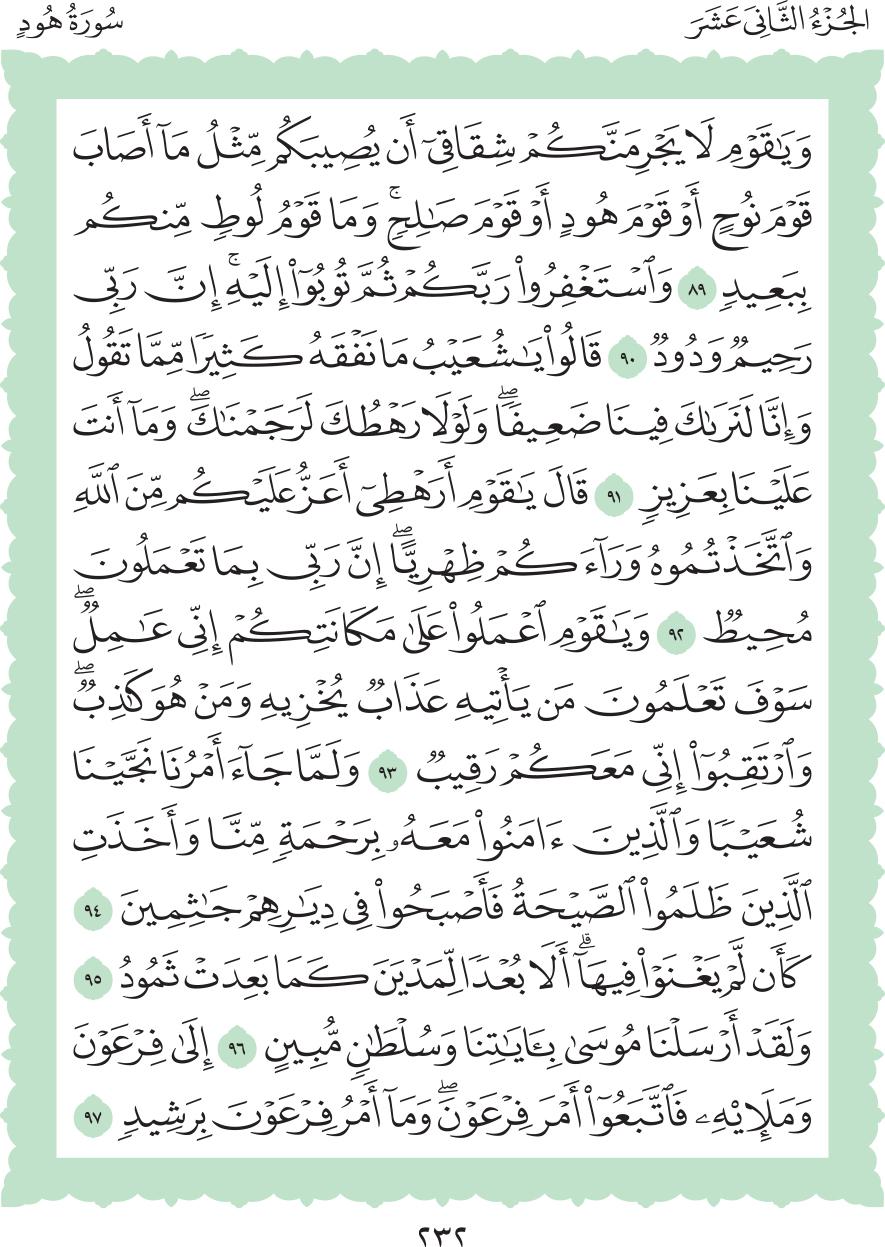 الجُزْءُ الثَّانِيَ عَشَرَ
سُورَةُ هُودٍ
وَيَٰقَوْمِ لَا يَجْرِمَنَّكُمْ شِقَاقِىٓ أَن يُصِيبَكُم مِّثْلُ مَآ أَصَابَ
قَوْمَ نُوحٍ أَوْ قَوْمَ هُودٍ أَوْ قَوْمَ صَٰلِحٍۚ وَمَا قَوْمُ لُوطٍ مِّنكُم
بِبَعِيدٍ ٨٩ وَٱسْتَغْفِرُوا۟ رَبَّكُمْ ثُمَّ تُوبُوٓا۟ إِلَيْهِۚ إِنَّ رَبِّى
رَحِيمٌ وَدُودٌ ٩٠ قَالُوا۟ يَٰشُعَيْبُ مَا نَفْقَهُ كَثِيرًا مِّمَّا تَقُولُ
وَإِنَّا لَنَرَىٰكَ فِينَا ضَعِيفًاۖ وَلَوْلَا رَهْطُكَ لَرَجَمْنَٰكَۖ وَمَآ أَنتَ
عَلَيْنَا بِعَزِيزٍ ٩١ قَالَ يَٰقَوْمِ أَرَهْطِىٓ أَعَزُّ عَلَيْكُم مِّنَ ٱللَّهِ
وَٱتَّخَذْتُمُوهُ وَرَآءَكُمْ ظِهْرِيًّاۖ إِنَّ رَبِّى بِمَا تَعْمَلُونَ
مُحِيطٌ ٩٢ وَيَٰقَوْمِ ٱعْمَلُوا۟ عَلَىٰ مَكَانَتِكُمْ إِنِّى عَٰمِلٌۖ
سَوْفَ تَعْلَمُونَ مَن يَأْتِيهِ عَذَابٌ يُخْزِيهِ وَمَنْ هُوَ كَٰذِبٌۖ
وَٱرْتَقِبُوٓا۟ إِنِّى مَعَكُمْ رَقِيبٌ ٩٣ وَلَمَّا جَآءَ أَمْرُنَا نَجَّيْنَا
شُعَيْبًا وَٱلَّذِينَ ءَامَنُوا۟ مَعَهُۥ بِرَحْمَةٍ مِّنَّا وَأَخَذَتِ
ٱلَّذِينَ ظَلَمُوا۟ ٱلصَّيْحَةُ فَأَصْبَحُوا۟ فِى دِيَٰرِهِمْ جَٰثِمِينَ ٩٤
كَأَن لَّمْ يَغْنَوْا۟ فِيهَآۗ أَلَا بُعْدًا لِّمَدْيَنَ كَمَا بَعِدَتْ ثَمُودُ ٩٥
وَلَقَدْ أَرْسَلْنَا مُوسَىٰ بِـَٔايَٰتِنَا وَسُلْطَٰنٍ مُّبِينٍ ٩٦ إِلَىٰ فِرْعَوْنَ
وَمَلَإِي۟هِۦ فَٱتَّبَعُوٓا۟ أَمْرَ فِرْعَوْنَۖ وَمَآ أَمْرُ فِرْعَوْنَ بِرَشِيدٍ ٩٧
٢٣٢